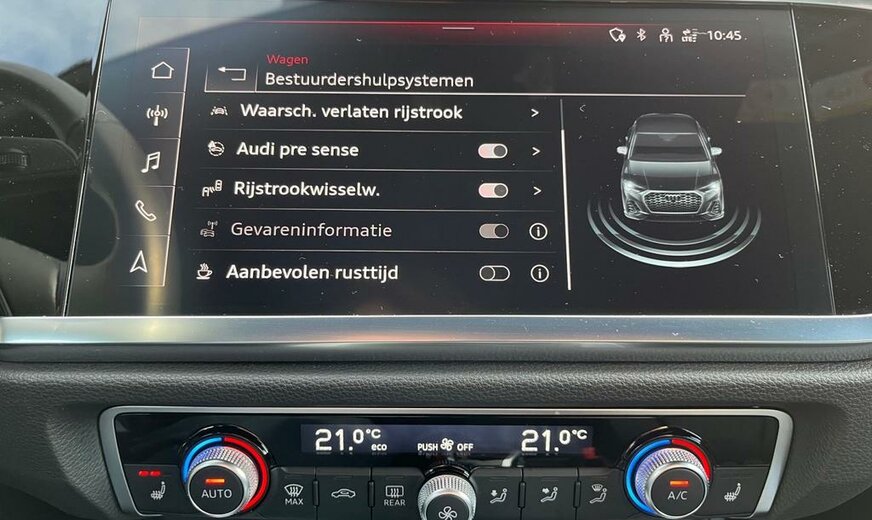 LTE 10:45
Wagen
Bestuurdershulpsystemen
Waarsch. verlaten rijstrook
Audi pre sense
Rijstrookwisselw.
Gevareninformatie
Aanbevolen rusttijd
21.0°C eco
PUSH OFF
21.0°C
AUTO
MAX
REAR
A/C